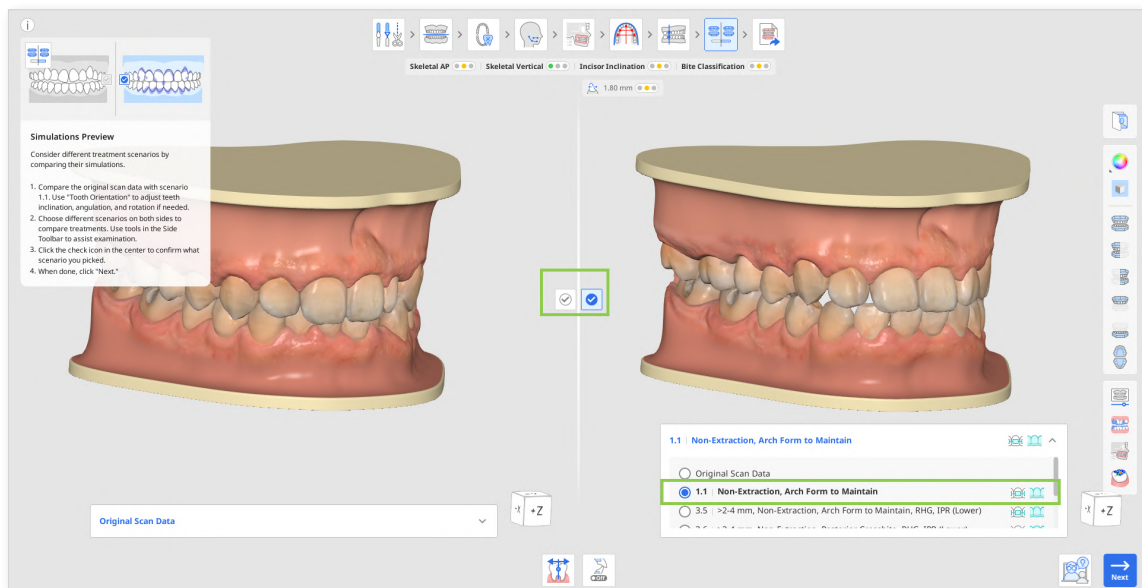 Skeletal AP
Skeletal Vertical
Incisor Inclination
Bite Classification
1.80 mm
Simulations Preview
Consider different treatment scenarios by
comparing their simulations.
1. Compare the original scan data with scenario
1.1. Use "Tooth Orientation" to adjust teeth
inclination, angulation, and rotation if needed.
2. Choose different scenarios on both sides to
compare treatments. Use tools in the Side
Toolbar to assist examination.
3. Click the check icon in the center to confirm what
scenario you picked.
4. When done, click "Next."
1.1 | Non-Extraction, Arch Form to Maintain
Original Scan Data
1.1 | Non-Extraction, Arch Form to Maintain
3.5 | >2-4 mm, Non-Extraction, Arch Form to Maintain, RHG, IPR (Lower)
Original Scan Data
-X +Z
-X +Z
Off
Next